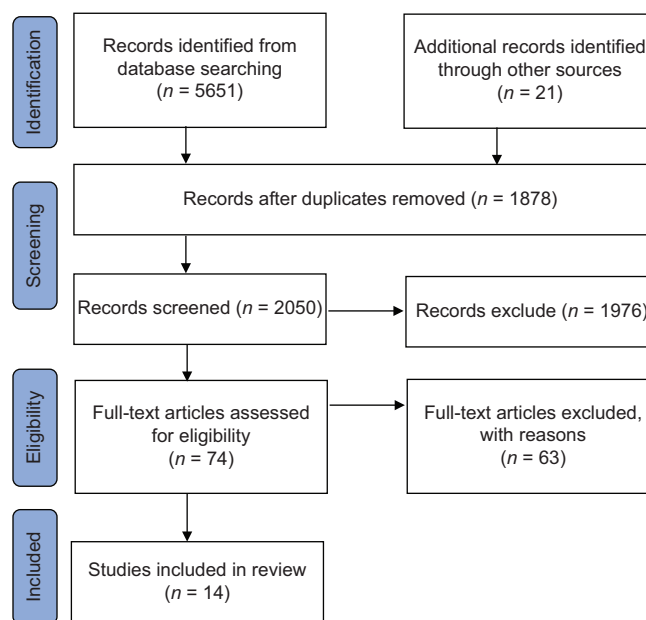 Identification
Records identified from
database searching
(n = 5651)
Additional records identified
through other sources
(n = 21)
Screening
Records after duplicates removed (n = 1878)
Records screened (n = 2050)
Records exclude (n = 1976)
Eligibility
Full-text articles assessed
for eligibility
(n = 74)
Full-text articles excluded,
with reasons
(n = 63)
Included
Studies included in review
(n = 14)